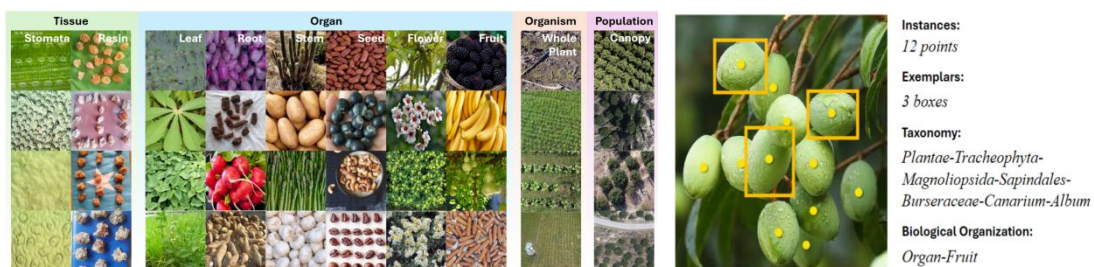 Tissue
Organ
Organism
Population
Stomata
Resin
Leaf
Root
Stem
Seed
Flower
Fruit
Whole
Plant
Canopy
Instances:
12 points
Exemplars:
3 boxes
Taxonomy:
Plantae-Tracheophyta-
Magnoliopsida-Sapindales-
Burseraceae-Canarium-Album
Biological Organization:
Organ-Fruit